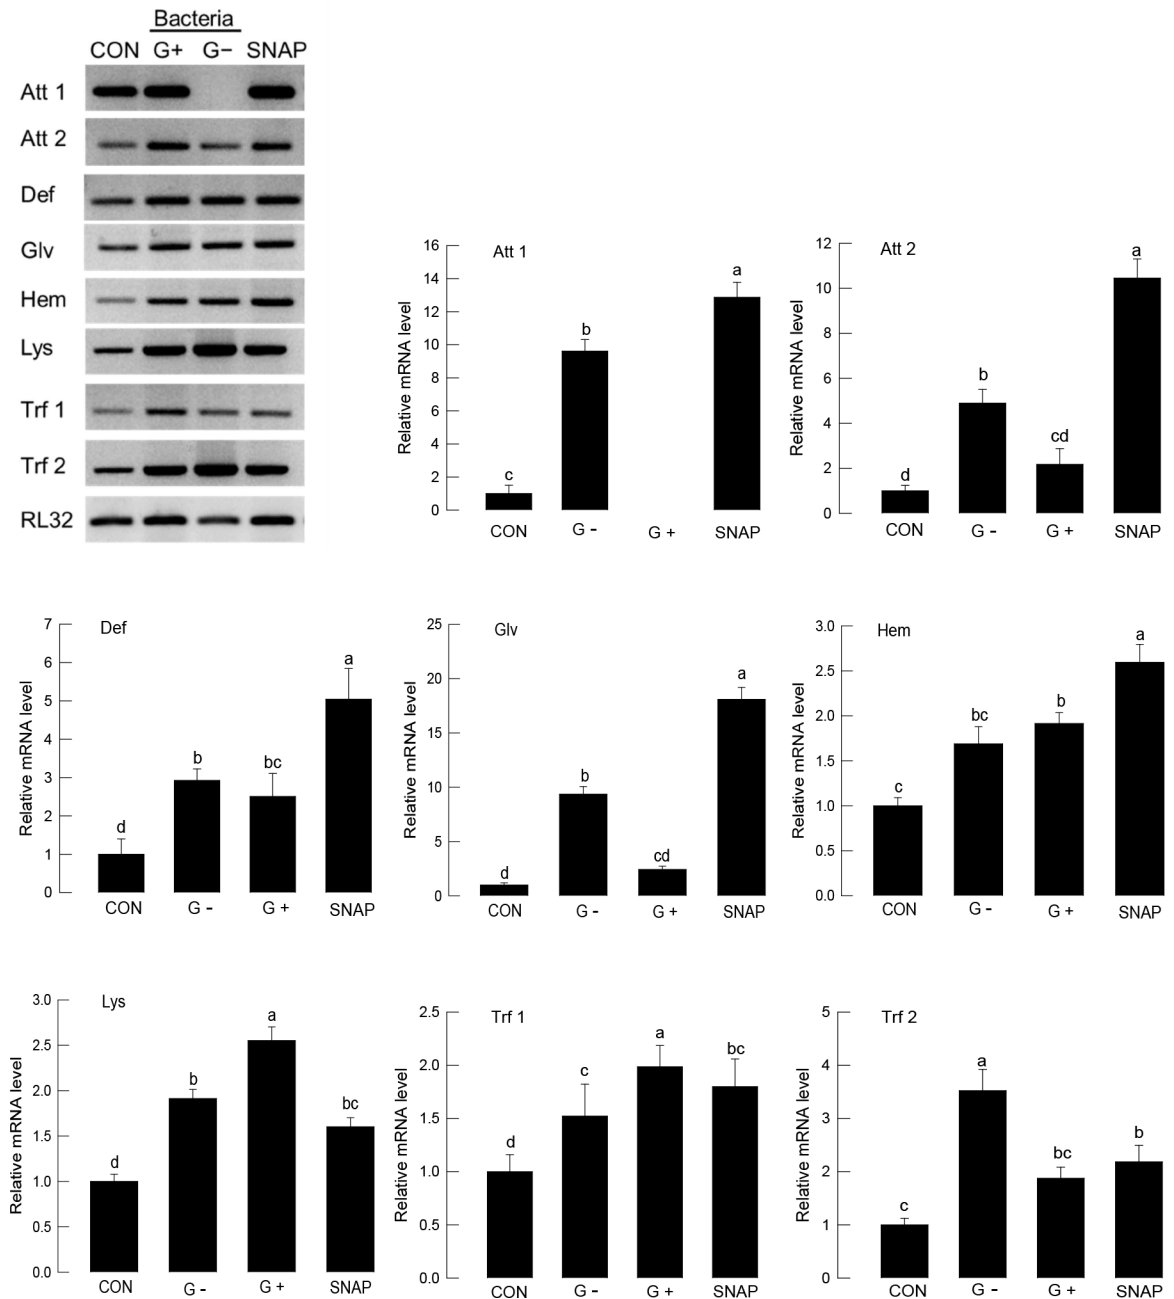 Bacteria
CON G+ G− SNAP
Att 1
Att 2
Def
Glv
Hem
Lys
Trf 1
Trf 2
RL32
Att 1
Relative mRNA level
16
14
12
10
8
6
4
2
0
c
b
a
CON G - G + SNAP
Att 2
Relative mRNA level
12
10
8
6
4
2
0
d
b
cd
a
CON G - G + SNAP
Def
Relative mRNA level
7
6
5
4
3
2
1
0
d
b
bc
a
CON G - G + SNAP
Glv
Relative mRNA level
25
20
15
10
5
0
d
b
cd
a
CON G - G + SNAP
Hem
Relative mRNA level
3.0
2.5
2.0
1.5
1.0
0.5
0.0
c
bc
b
a
CON G - G + SNAP
Lys
Relative mRNA level
3.0
2.5
2.0
1.5
1.0
0.5
0.0
d
b
a
bc
CON G - G + SNAP
Trf 1
Relative mRNA level
2.5
2.0
1.5
1.0
0.5
0.0
d
c
a
bc
CON G - G + SNAP
Trf 2
Relative mRNA level
5
4
3
2
1
0
c
a
bc
b
CON G - G + SNAP